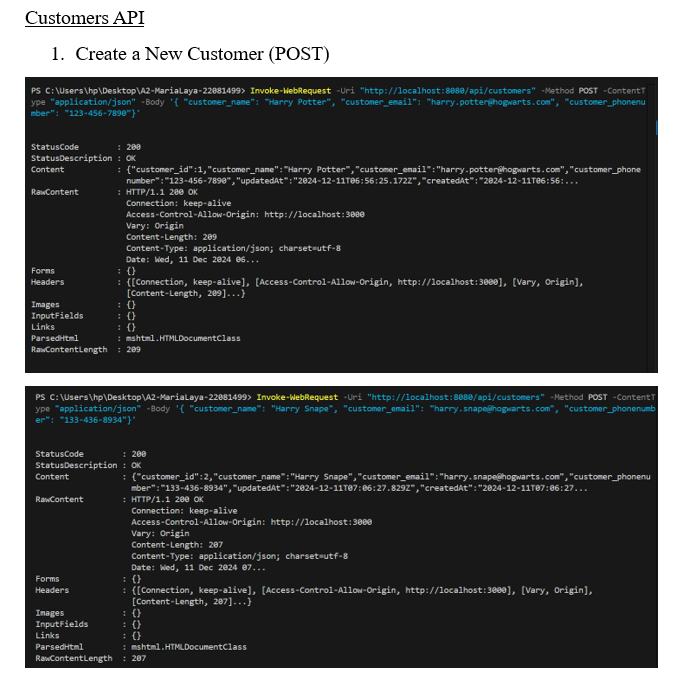 Customers API
1. Create a New Customer (POST)
PS C:\Users\hp\Desktop\A2-MariaLaya-22081499> Invoke-WebRequest -Uri "http://localhost:8080/api/customers" -Method POST -ContentT
ype "application/json" -Body '{ "customer_name": "Harry Potter", "customer_email": "harry.potter@hogwarts.com", "customer_phonenu
mber": "123-456-7890"}'
StatusCode : 200
StatusDescription : OK
Content : {"customer_id":1,"customer_name":"Harry Potter","customer_email":"harry.potter@hogwarts.com","customer_phone
number":"123-456-7890","updatedAt":"2024-12-11T06:56:25.172Z","createdAt":"2024-12-11T06:56:...
RawContent : HTTP/1.1 200 OK
Connection: keep-alive
Access-Control-Allow-Origin: http://localhost:3000
Vary: Origin
Content-Length: 209
Content-Type: application/json; charset=utf-8
Date: Wed, 11 Dec 2024 06...
Forms : {}
Headers : {[Connection, keep-alive], [Access-Control-Allow-Origin, http://localhost:3000], [Vary, Origin],
[Content-Length, 209]...}
Images : {}
InputFields : {}
Links : {}
ParsedHtml : mshtml.HTMLDocumentClass
RawContentLength : 209
PS C:\Users\hp\Desktop\A2-MariaLaya-22081499> Invoke-WebRequest -Uri "http://localhost:8080/api/customers" -Method POST -ContentT
ype "application/json" -Body '{ "customer_name": "Harry Snape", "customer_email": "harry.snape@hogwarts.com", "customer_phonenumb
er": "133-436-8934"}'
StatusCode : 200
StatusDescription : OK
Content : {"customer_id":2,"customer_name":"Harry Snape","customer_email":"harry.snape@hogwarts.com","customer_phonenu
mber":"133-436-8934","updatedAt":"2024-12-11T07:06:27.829Z","createdAt":"2024-12-11T07:06:27...
RawContent : HTTP/1.1 200 OK
Connection: keep-alive
Access-Control-Allow-Origin: http://localhost:3000
Vary: Origin
Content-Length: 207
Content-Type: application/json; charset=utf-8
Date: Wed, 11 Dec 2024 07...
Forms : {}
Headers : {[Connection, keep-alive], [Access-Control-Allow-Origin, http://localhost:3000], [Vary, Origin],
[Content-Length, 207]...}
Images : {}
InputFields : {}
Links : {}
ParsedHtml : mshtml.HTMLDocumentClass
RawContentLength : 207